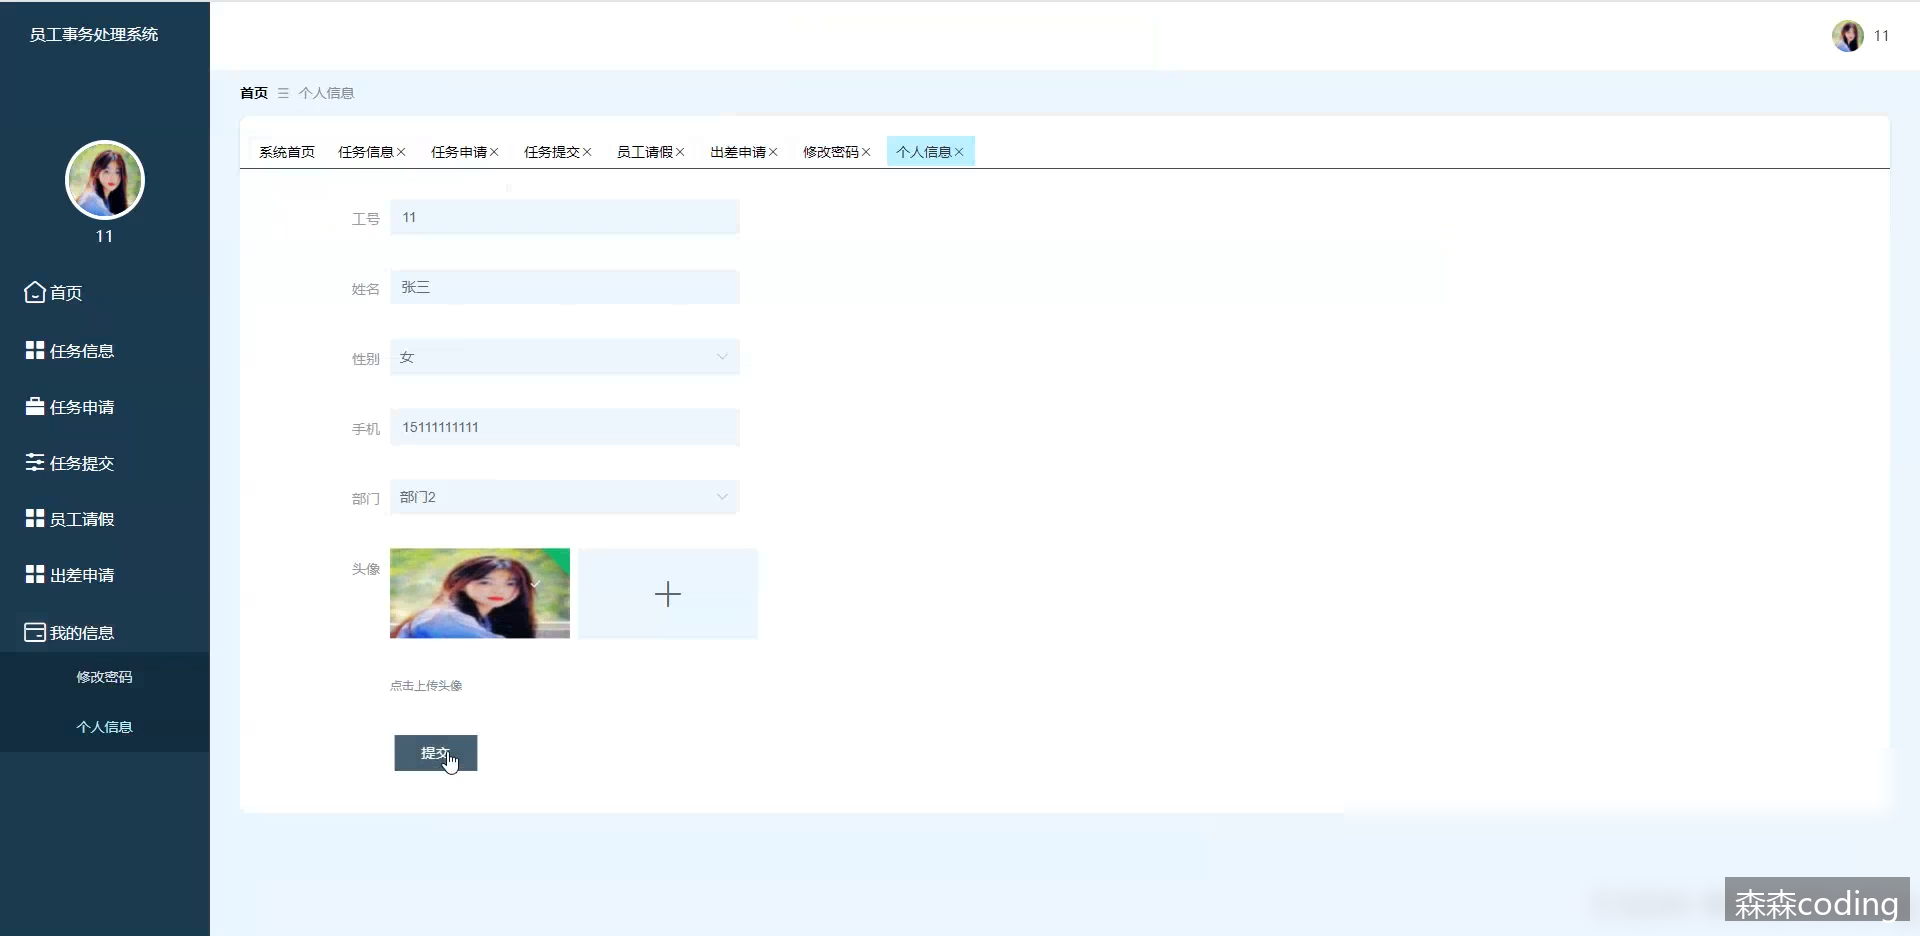 员工事务处理系统
11
首页 三 个人信息
系统首页 任务信息× 任务申请× 任务提交× 员工请假× 出差申请× 修改密码× 个人信息×
11
首页
任务信息
任务申请
任务提交
员工请假
出差申请
我的信息
修改密码
个人信息
工号 11
姓名 张三
性别 女
手机 15111111111
部门 部门2
头像
点击上传头像
提交
森森coding